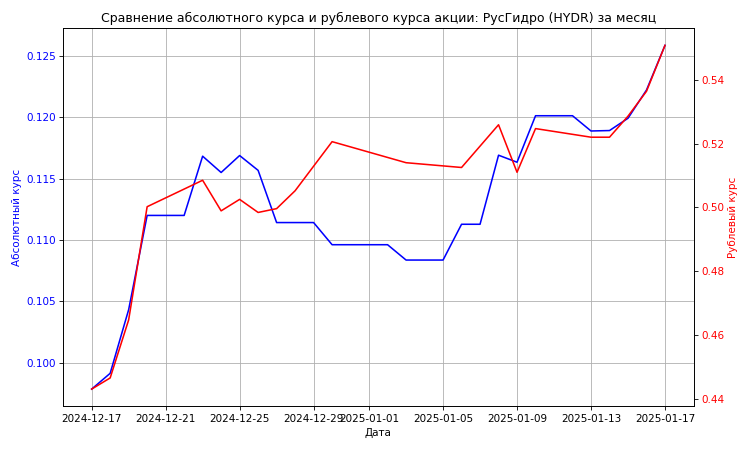 Сравнение абсолютного курса и рублевого курса акции: РусГидро (HYDR) за месяц
Абсолютный курс
0.125
0.120
0.115
0.110
0.105
0.100
0.54
0.52
0.50
0.48
0.46
0.44
Рублевый курс
2024-12-17 2024-12-21 2024-12-25 2024-12-29 2025-01-01 2025-01-05 2025-01-09 2025-01-13 2025-01-17
Дата